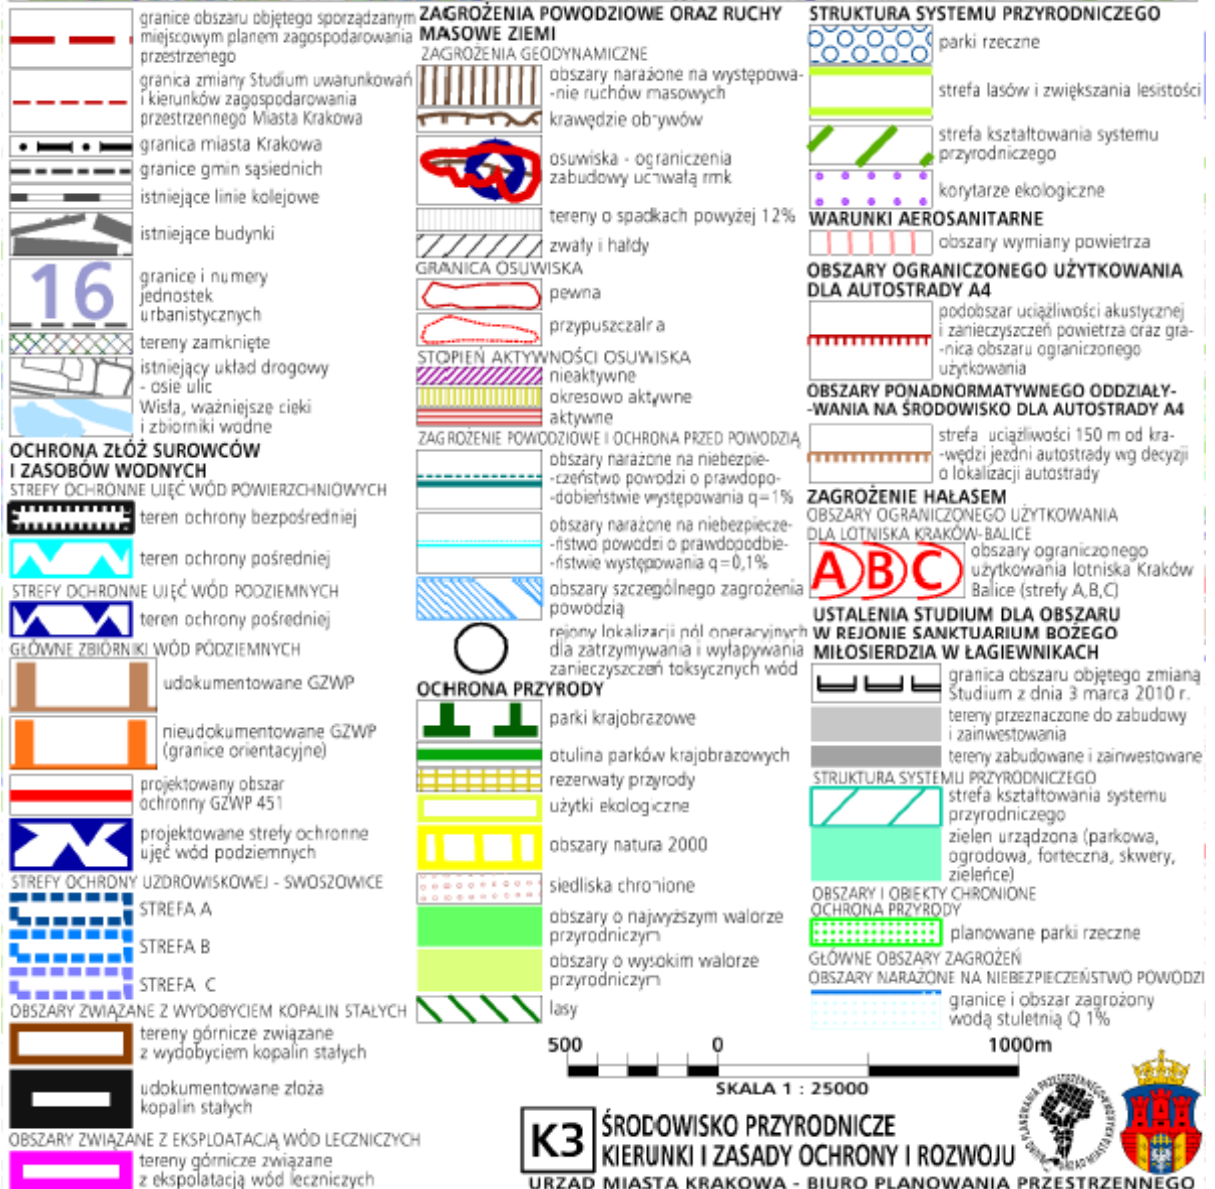 granice obszaru objętego sporządzanym
miejscowym planem zagospodarowania
przestrzenego
granica zmiany Studium uwarunkowań
i kierunków zagospodarowania
przestrzennego Miasta Krakowa
granica miasta Krakowa
granice gmin sąsiednich
istniejące linie kolejowe
istniejące budynki
16
granice i numery
jednostek
urbanistycznych
tereny zamknięte
istniejący układ drogowy
- osie ulic
Wisła, ważniejsze cieki
i zbiorniki wodne
OCHRONA ZŁÓŻ SUROWCÓW
I ZASOBÓW WODNYCH
STREFY OCHRONNE UJĘĆ WÓD POWIERZCHNIOWYCH
teren ochrony bezpośredniej
teren ochrony pośredniej
STREFY OCHRONNE UJĘĆ WÓD PODZIEMNYCH
teren ochrony pośredniej
GŁÓWNE ZBIÓRNIKI WÓD PÓDZIEMNYCH
udokumentowane GZWP
nieudokumentowane GZWP
(granice orientacyjne)
projektowany obszar
ochronny GZWP 451
projektowane strefy ochronne
ujęć wód podziemnych
STREFY OCHRONY UZDROWISKOWEJ - SWOSZOWICE
STREFA A
STREFA B
STREFA C
OBSZARY ZWIĄZANE Z WYDOBYCIEM KOPALIN STAŁYCH
tereny górnicze związane
z wydobyciem kopalin stałych
udokumentowane złoża
kopalin stałych
OBSZARY ZWIĄZANE Z EKSPLOATACJĄ WÓD LECZNICZYCH
tereny górnicze związane
z ekspolatacją wód leczniczych
ZAGROŻENIA POWODZIOWE ORAZ RUCHY
MASOWE ZIEMI
ZAGROŻENIA GEODYNAMICZNE
obszary narażone na występowa-
-nie ruchów masowych
krawędzie obrywów
osuwiska - ograniczenia
zabudowy uchwałą rmk
tereny o spadkach powyżej 12%
zwały i hałdy
GRANICA OSUWISKA
pewna
przypuszczalna
STOPIEŃ AKTYWNOŚCI OSUWISKA
nieaktywne
okresowo aktywne
aktywne
ZAGROŻENIE POWODZIOWE I OCHRONA PRZED POWODZIĄ
obszary narażone na niebezpie-
-czeństwo powodzi o prawdopo-
-dobieństwie występowania q=1%
obszary narażone na niebezpiecze-
-ństwo powodzi o prawdopodbie-
-ństwie występowania q=0,1%
obszary szczególnego zagrożenia
powodzią
rejony lokalizacji pól operacyjnych
dla zatrzymywania i wyłapywania
zanieczyszczeń toksycznych wód
OCHRONA PRZYRODY
parki krajobrazowe
otulina parków krajobrazowych
rezerwaty przyrody
użytki ekologiczne
obszary natura 2000
siedliska chronione
obszary o najwyższym walorze
przyrodniczym
obszary o wysokim walorze
przyrodniczym
lasy
STRUKTURA SYSTEMU PRZYRODNICZEGO
parki rzeczne
strefa lasów i zwiększania lesistości
strefa kształtowania systemu
przyrodniczego
korytarze ekologiczne
WARUNKI AEROSANITARNE
obszary wymiany powietrza
OBSZARY OGRANICZONEGO UŻYTKOWANIA
DLA AUTOSTRADY A4
podobszar uciążliwości akustycznej
i zanieczyszczeń powietrza oraz gra-
-nica obszaru ograniczonego
użytkowania
OBSZARY PONADNORMATYWNEGO ODDZIAŁY-
-WANIA NA ŚRODOWISKO DLA AUTOSTRADY A4
strefa uciążliwości 150 m od kra-
-wędzi jezdni autostrady wg decyzji
o lokalizacji autostrady
ZAGROŻENIE HAŁASEM
OBSZARY OGRANICZONEGO UŻYTKOWANIA
DLA LOTNISKA KRAKÓW-BALICE
A B C
obszary ograniczonego
użytkowania lotniska Kraków
Balice (strefy A,B,C)
USTALENIA STUDIUM DLA OBSZARU
W REJONIE SANKTUARIUM BOŻEGO
MIŁOSIERDZIA W ŁAGIEWNIKACH
granica obszaru objętego zmianą
Studium z dnia 3 marca 2010 r.
tereny przeznaczone do zabudowy
i zainwestowania
tereny zabudowane i zainwestowane
STRUKTURA SYSTEMU PRZYRODNICZEGO
strefa kształtowania systemu
przyrodniczego
zielen urządzona (parkowa,
ogrodowa, forteczna, skwery,
zieleńce)
OBSZARY I OBIEKTY CHRONIONE
OCHRONA PRZYRODY
planowane parki rzeczne
GŁÓWNE OBSZARY ZAGROŻEŃ
OBSZARY NARAŻONE NA NIEBEZPIECZEŃSTWO POWODZI
granice i obszar zagrożony
wodą stuletnią Q 1%
500 0 1000m
SKALA 1 : 25000
K3
ŚRODOWISKO PRZYRODNICZE
KIERUNKI I ZASADY OCHRONY I ROZWOJU
URZĄD MIASTA KRAKOWA - BIURO PLANOWANIA PRZESTRZENNEGO